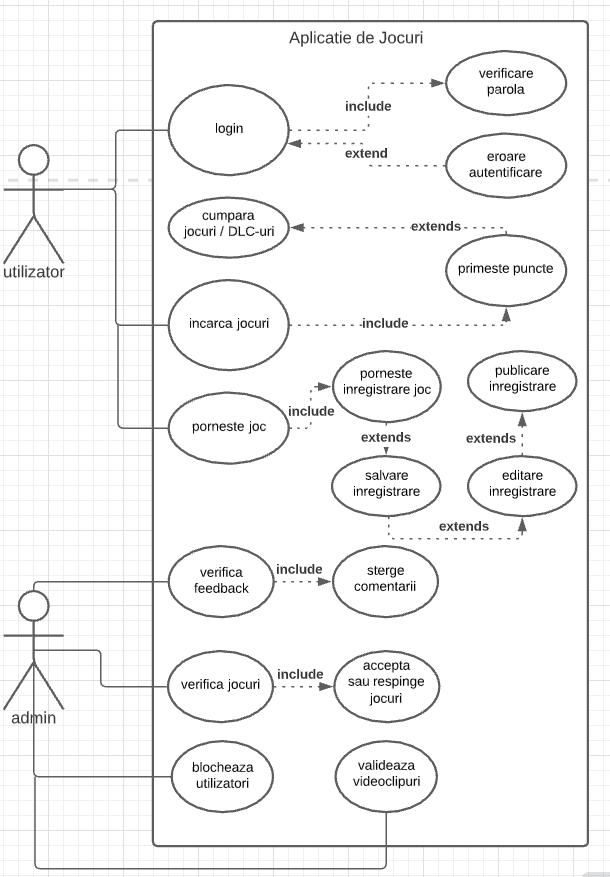 Aplicatie de Jocuri
verificare
parola
include
login
extend
eroare
autentificare
utilizator
cumpara
jocuri / DLC-uri
extends
primeste puncte
incarca jocuri
include
porneste
inregistrare joc
publicare
inregistrare
include
porneste joc
extends
extends
salvare
inregistrare
editare
inregistrare
extends
verifica
feedback
include
sterge
comentarii
admin
verifica jocuri
include
accepta
sau respinge
jocuri
blocheaza
utilizatori
valideaza
videoclipuri